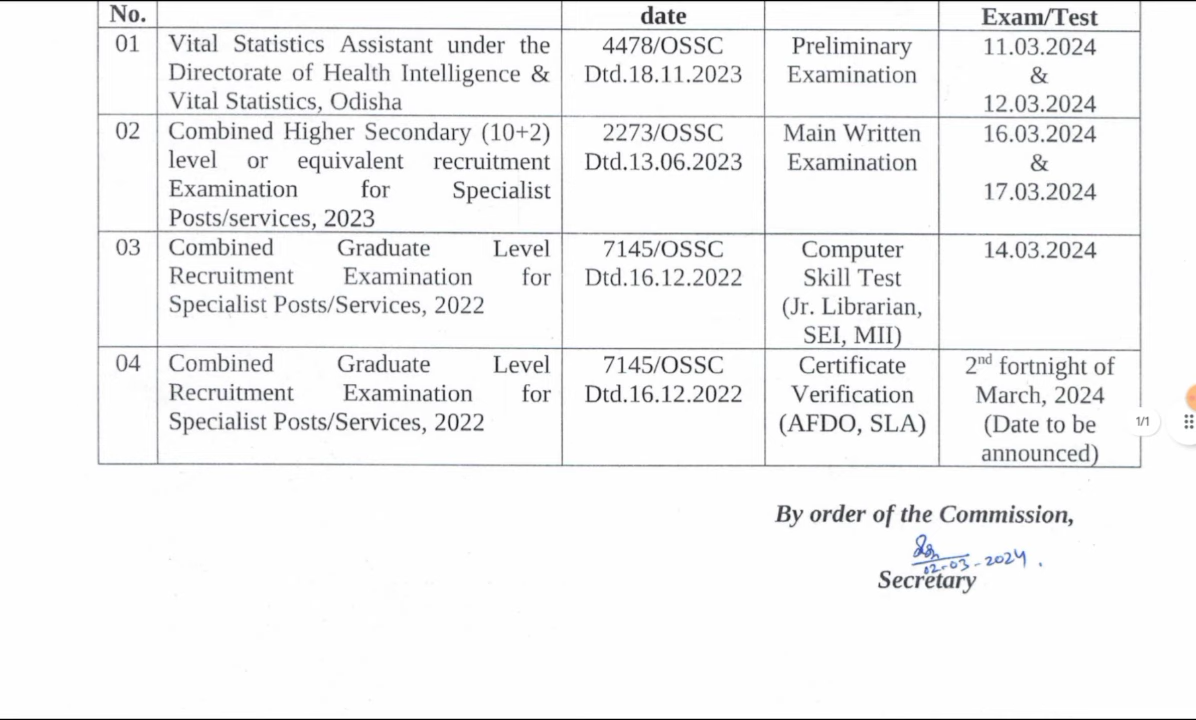 No.
date
Exam/Test
01
Vital Statistics Assistant under the
Directorate of Health Intelligence &
Vital Statistics, Odisha
4478/OSSC
Dtd.18.11.2023
Preliminary
Examination
11.03.2024
&
12.03.2024
02
Combined Higher Secondary (10+2)
level or equivalent recruitment
Examination for Specialist
Posts/services, 2023
2273/OSSC
Dtd.13.06.2023
Main Written
Examination
16.03.2024
&
17.03.2024
03
Combined Graduate Level
Recruitment Examination for
Specialist Posts/Services, 2022
7145/OSSC
Dtd.16.12.2022
Computer
Skill Test
(Jr. Librarian,
SEI, MII)
14.03.2024
04
Combined Graduate Level
Recruitment Examination for
Specialist Posts/Services, 2022
7145/OSSC
Dtd.16.12.2022
Certificate
Verification
(AFDO, SLA)
2nd fortnight of
March, 2024
(Date to be
announced)
1/1
By order of the Commission,
02-03-2024.
Secretary